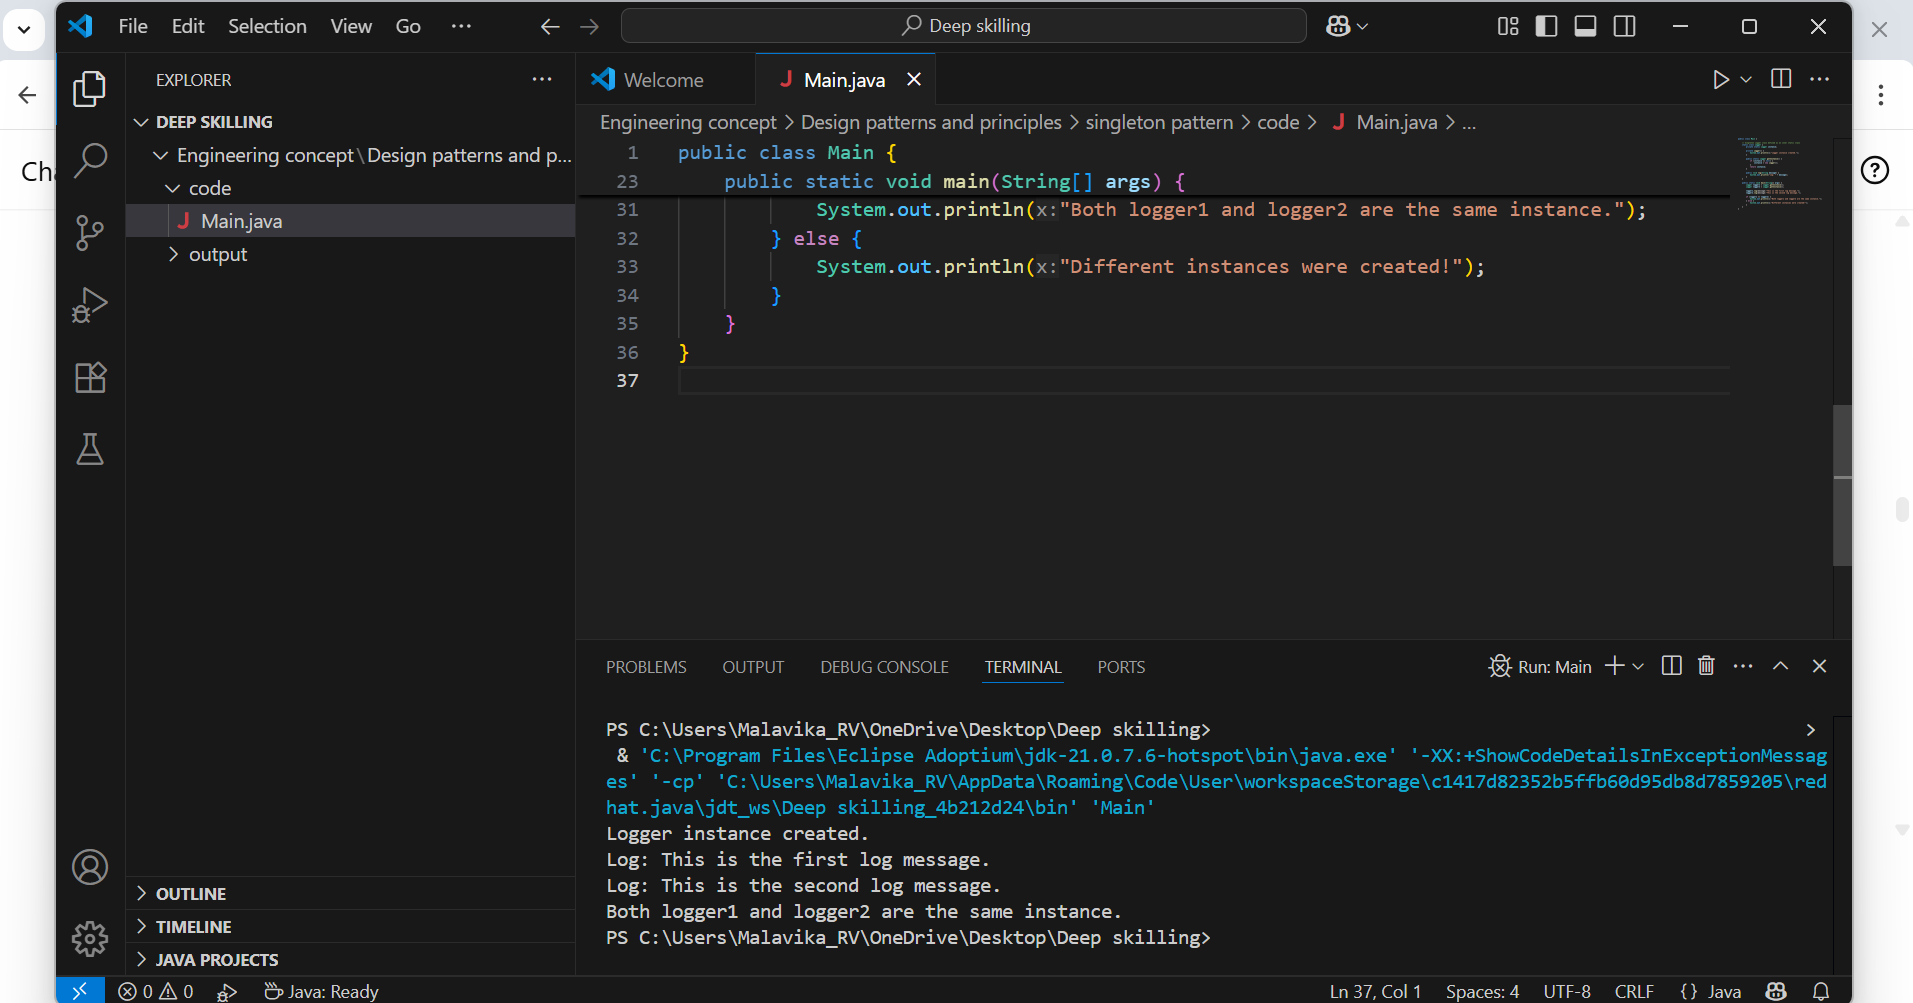 File Edit Selection View Go ···
Deep skilling
Cha
EXPLORER ···
DEEP SKILLING
Engineering concept\Design patterns and p...
code
J Main.java
output
OUTLINE
TIMELINE
JAVA PROJECTS
Welcome
J Main.java
Engineering concept > Design patterns and principles > singleton pattern > code > J Main.java > ...
1 public class Main {
23 public static void main(String[] args) {
31 System.out.println(x:"Both logger1 and logger2 are the same instance.");
32 } else {
33 System.out.println(x:"Different instances were created!");
34 }
35 }
36 }
37
PROBLEMS OUTPUT DEBUG CONSOLE TERMINAL PORTS
Run: Main
PS C:\Users\Malavika_RV\OneDrive\Desktop\Deep skilling>
& 'C:\Program Files\Eclipse Adoptium\jdk-21.0.7.6-hotspot\bin\java.exe' '-XX:+ShowCodeDetailsInExceptionMessag
es' '-cp' 'C:\Users\Malavika_RV\AppData\Roaming\Code\User\workspaceStorage\c1417d82352b5ffb60d95db8d7859205\red
hat.java\jdt_ws\Deep skilling_4b212d24\bin' 'Main'
Logger instance created.
Log: This is the first log message.
Log: This is the second log message.
Both logger1 and logger2 are the same instance.
PS C:\Users\Malavika_RV\OneDrive\Desktop\Deep skilling>
0 0 Java: Ready
Ln 37, Col 1 Spaces: 4 UTF-8 CRLF {} Java